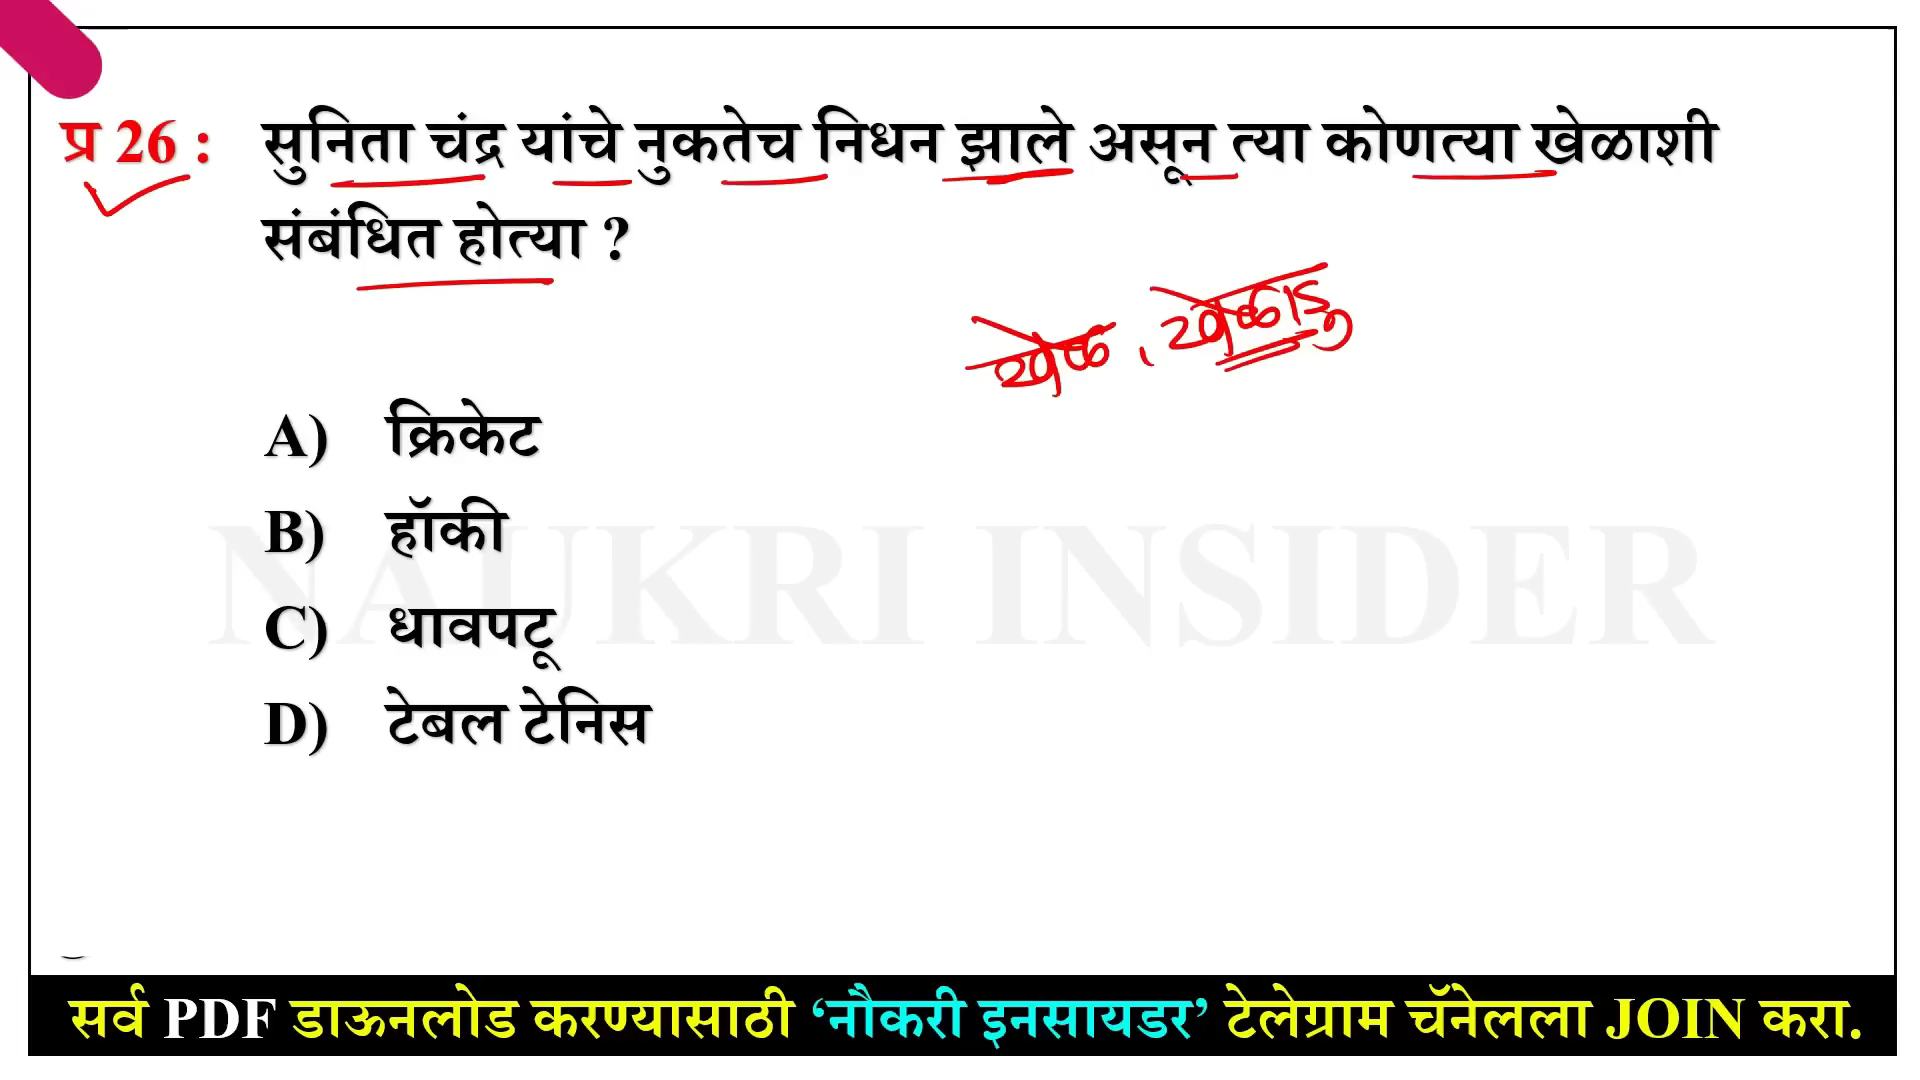 प्र 26 : सुनिता चंद्र यांचे नुकतेच निधन झाले असून त्या कोणत्या खेळाशी
संबंधित होत्या ?
खेळ , खेळाडू
A) क्रिकेट
B) हॉकी
C) धावपटू
D) टेबल टेनिस
NAUKRI INSIDER
सर्व PDF डाऊनलोड करण्यासाठी ‘नौकरी इनसायडर’ टेलेग्राम चॅनेलला JOIN करा.